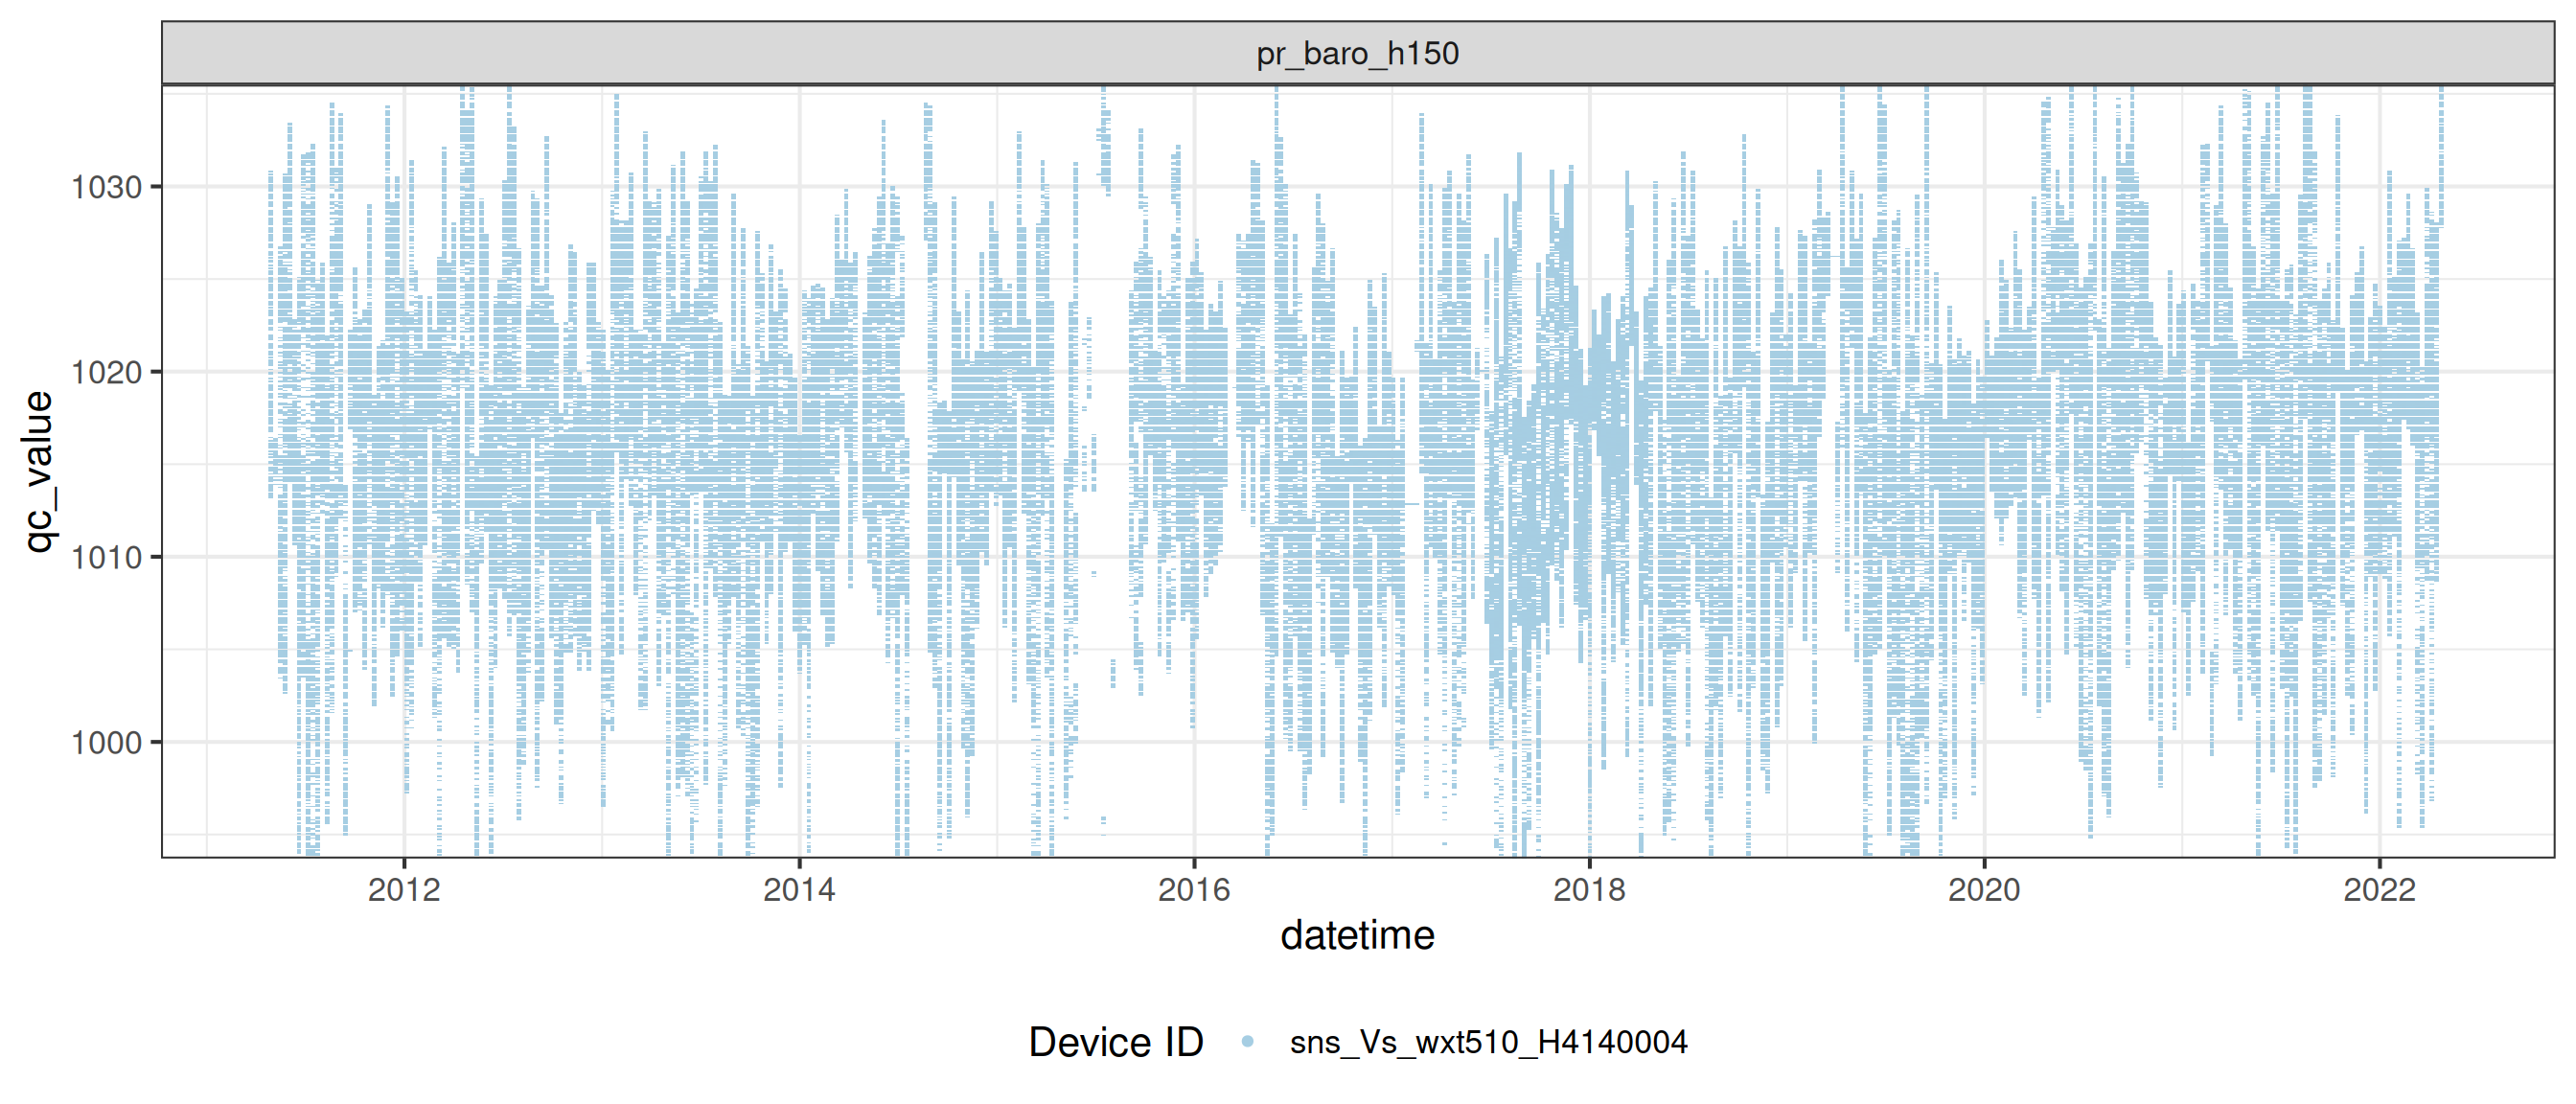 pr_baro_h150
qc_value
1030
1020
1010
1000
2012 2014 2016 2018 2020 2022
datetime
Device ID sns_Vs_wxt510_H4140004